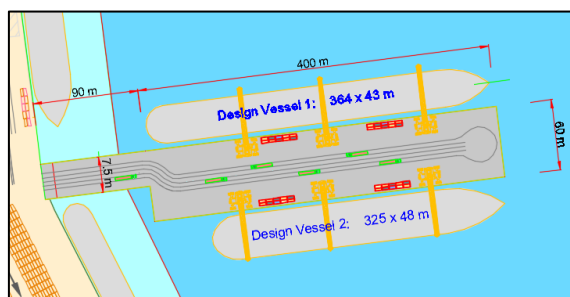 400 m
90 m
Design Vessel 1: 364 x 43 m
60 m
7.5 m
Design Vessel 2: 325 x 48 m